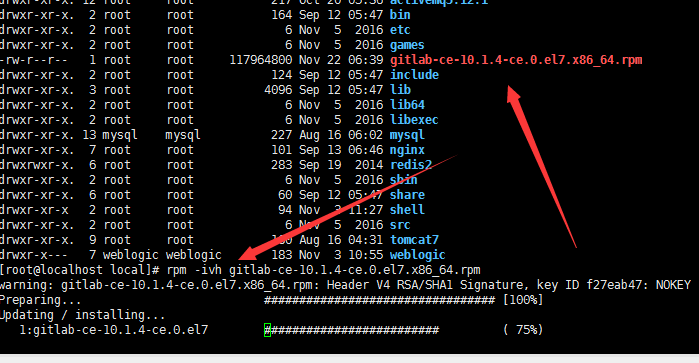 drwxr-xr-x. 12 root root 217 Oct 20 05:36 activemq5.12.1
drwxr-xr-x. 2 root root 164 Sep 12 05:47 bin
drwxr-xr-x. 2 root root 6 Nov 5 2016 etc
drwxr-xr-x. 2 root root 6 Nov 5 2016 games
-rw-r--r-- 1 root root 117964800 Nov 22 06:39 gitlab-ce-10.1.4-ce.0.el7.x86_64.rpm
drwxr-xr-x. 2 root root 124 Sep 12 05:47 include
drwxr-xr-x. 3 root root 4096 Sep 12 05:47 lib
drwxr-xr-x. 2 root root 6 Nov 5 2016 lib64
drwxr-xr-x. 2 root root 6 Nov 5 2016 libexec
drwxr-xr-x. 13 mysql mysql 227 Aug 16 06:02 mysql
drwxr-xr-x. 7 root root 101 Sep 13 06:46 nginx
drwxrwxr-x. 6 root root 283 Sep 19 2014 redis2
drwxr-xr-x. 2 root root 6 Nov 5 2016 sbin
drwxr-xr-x. 6 root root 60 Sep 12 05:47 share
drwxr-xr-x 2 root root 94 Nov 11:27 shell
drwxr-xr-x. 2 root root 6 Nov 5 2016 src
drwxr-xr-x. 9 root root Aug 16 04:31 tomcat7
drwxr-x--- 7 weblogic weblogic 183 Nov 3 10:55 weblogic
[root@localhost local]# rpm -ivh gitlab-ce-10.1.4-ce.0.el7.x86_64.rpm
warning: gitlab-ce-10.1.4-ce.0.el7.x86_64.rpm: Header V4 RSA/SHA1 Signature, key ID f27eab47: NOKEY
Preparing... ################################# [100%]
Updating / installing...
1:gitlab-ce-10.1.4-ce.0.el7 ######################### ( 75%)